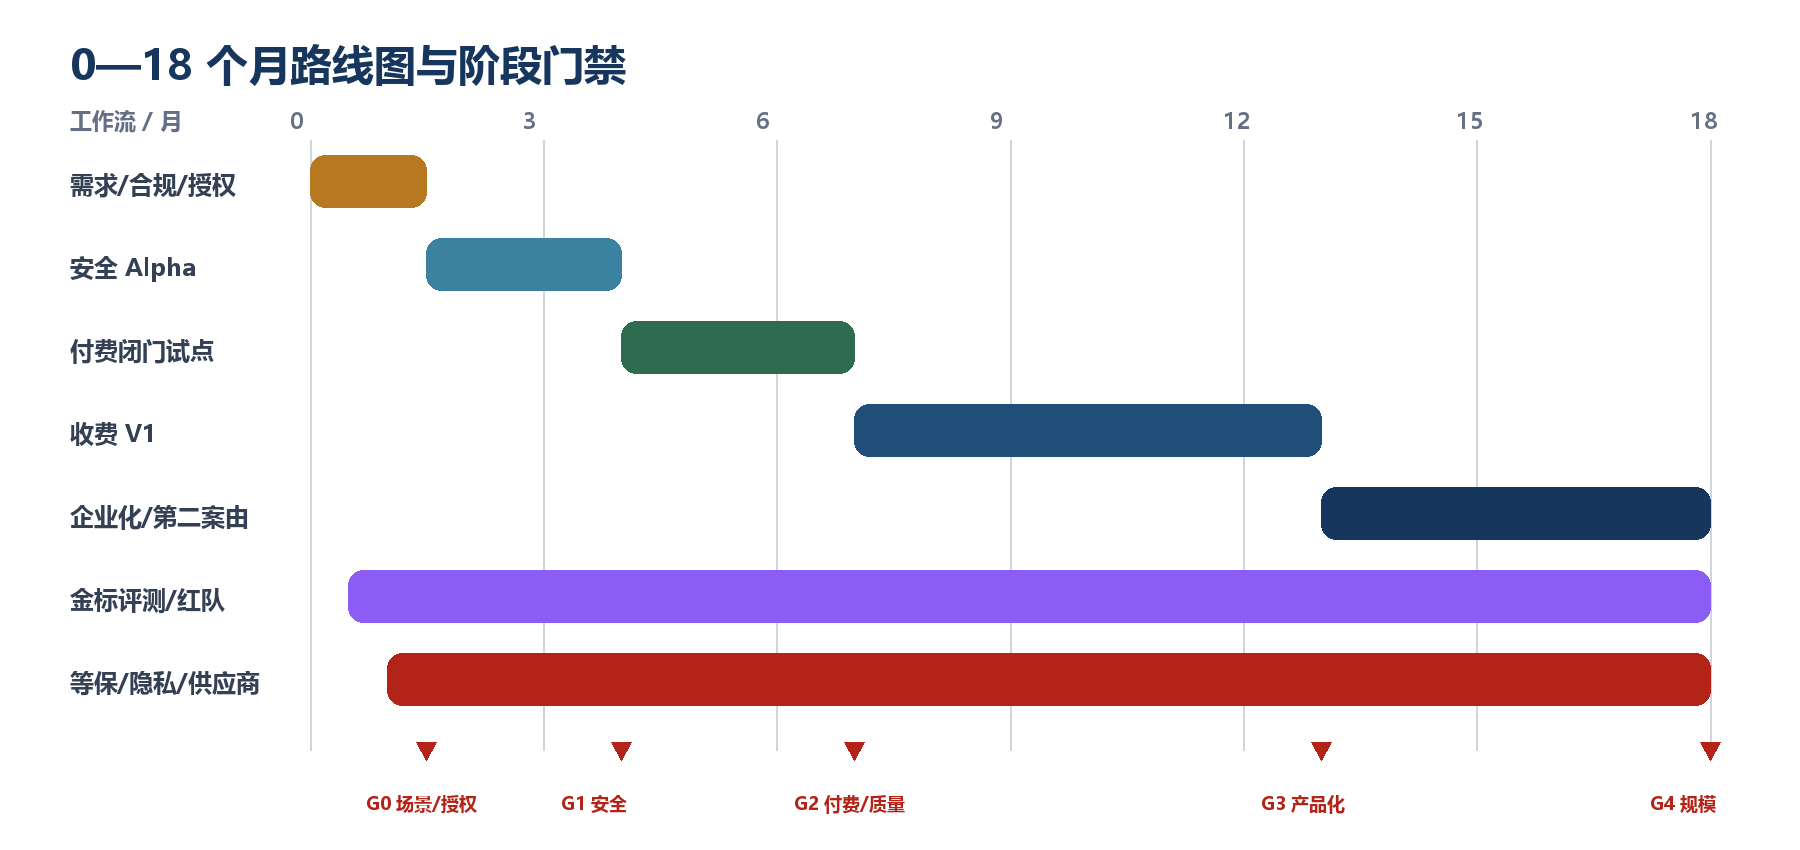 0—18 个月路线图与阶段门禁
工作流 / 月 0 3 6 9 12 15 18
需求/合规/授权
安全 Alpha
付费闭门试点
收费 V1
企业化/第二案由
金标评测/红队
等保/隐私/供应商
G0 场景/授权 G1 安全 G2 付费/质量 G3 产品化 G4 规模